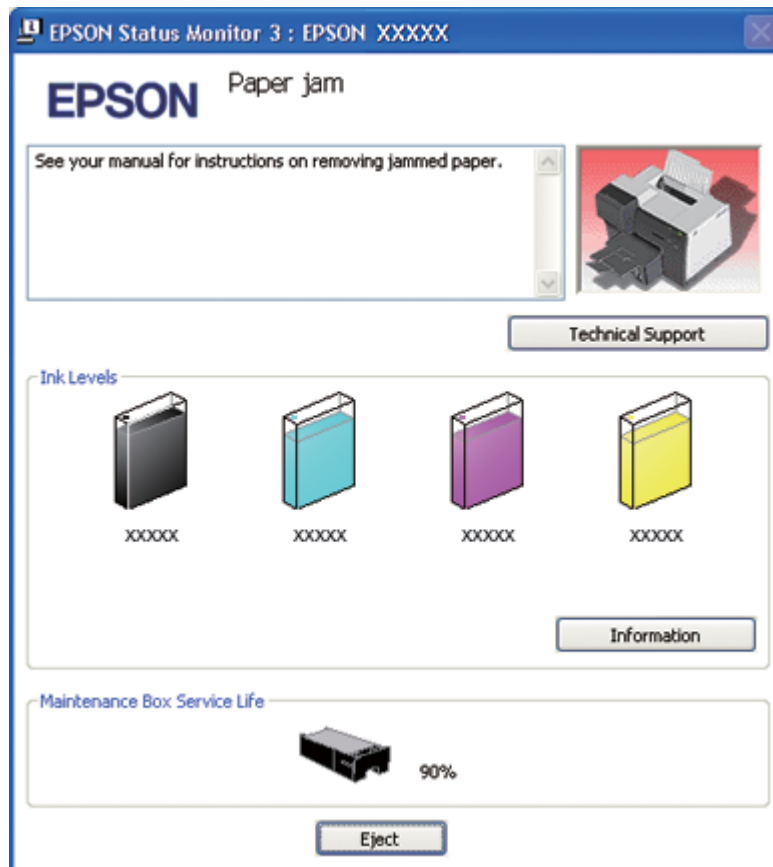 EPSON Status Monitor 3 : EPSON XXXXX
EPSON
Paper jam
See your manual for instructions on removing jammed paper.
Technical Support
Ink Levels
XXXXX XXXXX XXXXX XXXXX
Information
Maintenance Box Service Life
90%
Eject